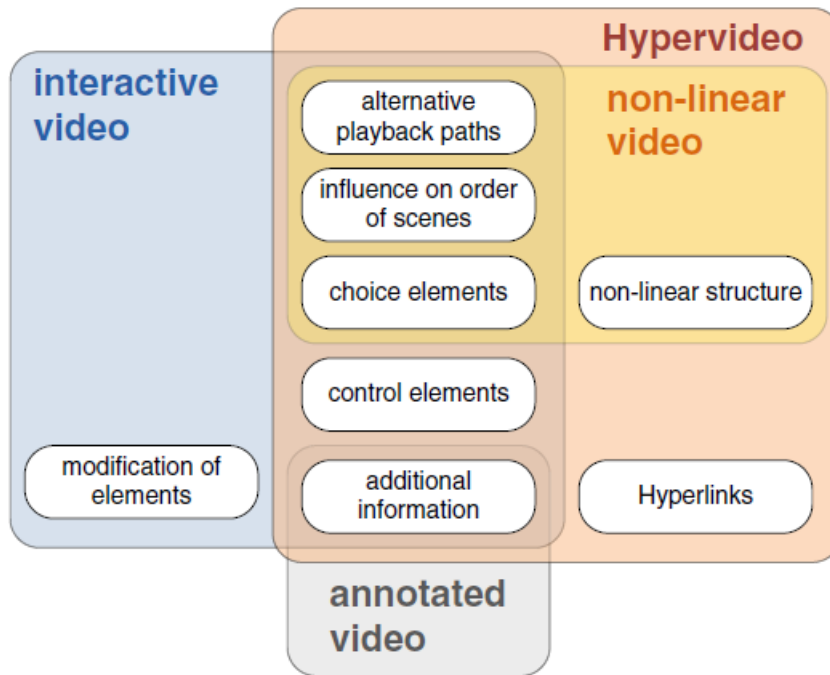 Hypervideo
interactive
video
non-linear
video
alternative
playback paths
influence on order
of scenes
choice elements
non-linear structure
control elements
modification of
elements
additional
information
Hyperlinks
annotated
video